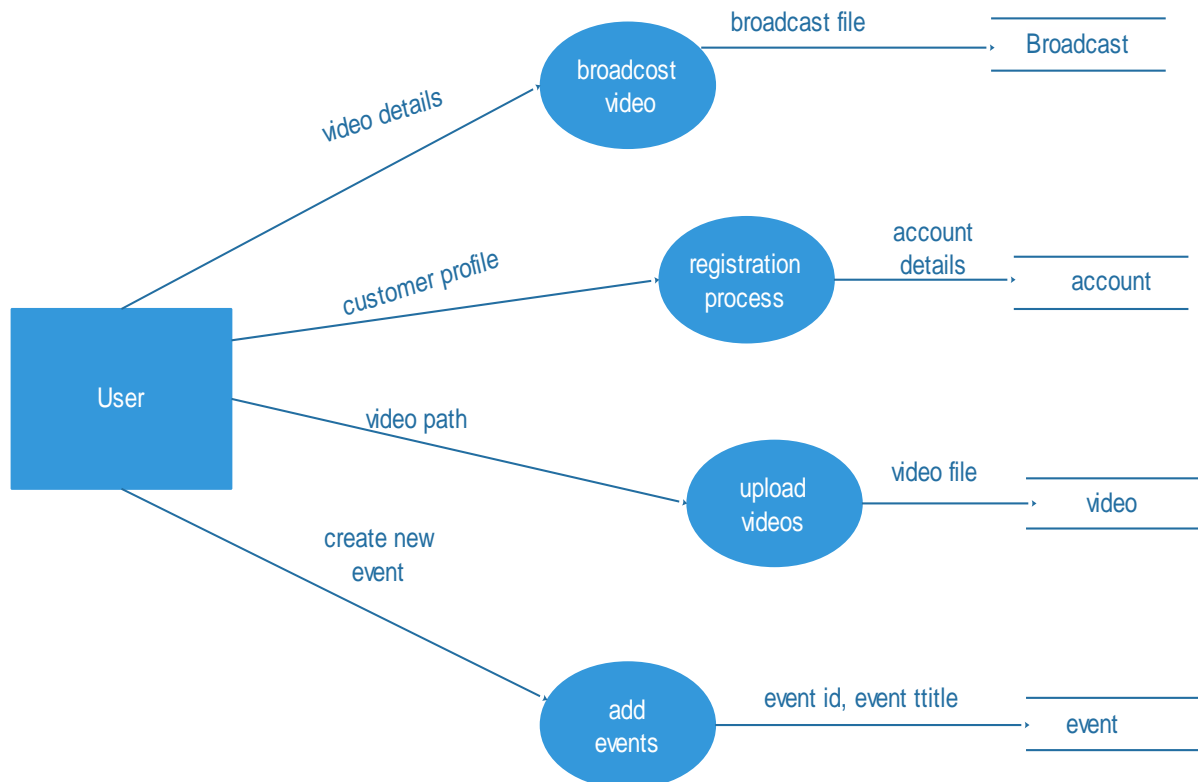 broadcast file
Broadcast
broadcost
video
video details
account
details
registration
process
customer profile
account
User
video path
video file
upload
videos
video
create new
event
event id, event ttitle
add
events
event